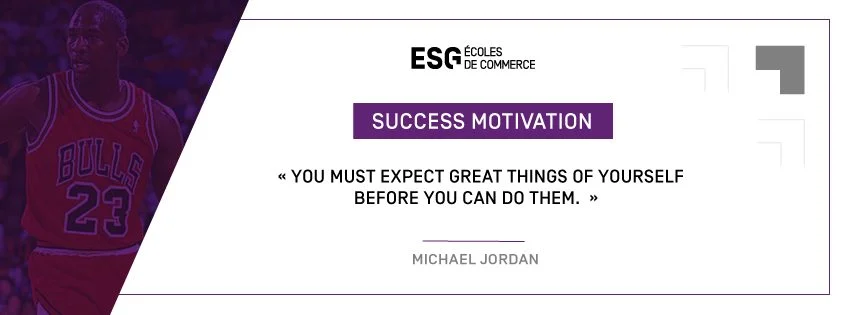 BULLS
23
ESG ÉCOLES
DE COMMERCE
SUCCESS MOTIVATION
« YOU MUST EXPECT GREAT THINGS OF YOURSELF
BEFORE YOU CAN DO THEM. »
MICHAEL JORDAN